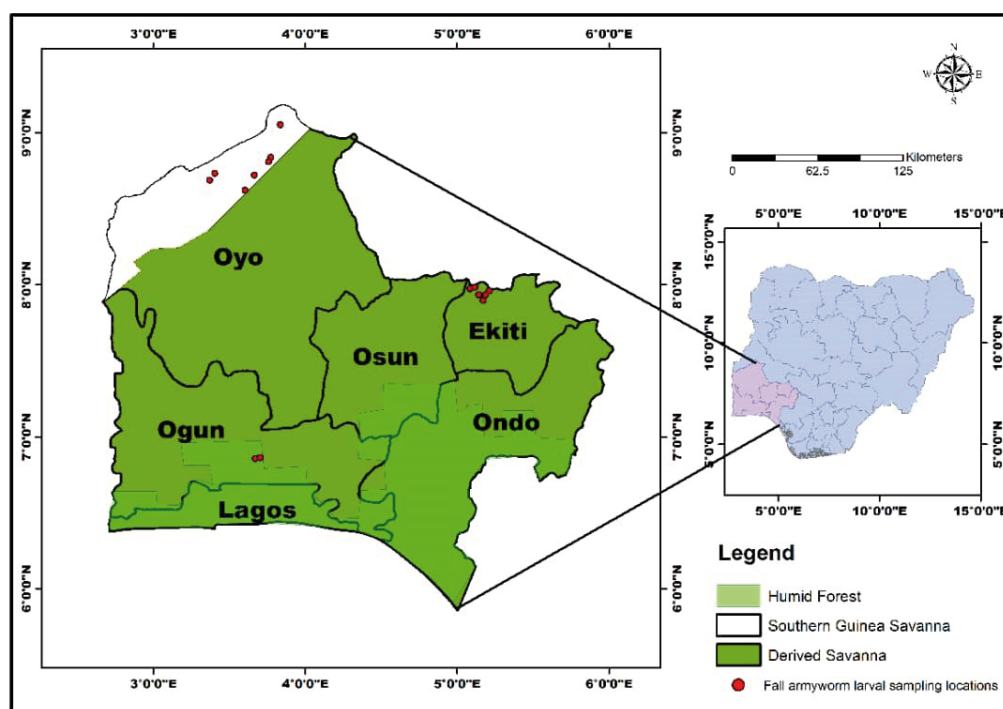 3°0'0"E 4°0'0"E 5°0'0"E 6°0'0"E
N
W E
S
9°0'0"N 9°0'0"N
Kilometers
0 62.5 125
5°0'0"E 10°0'0"E 15°0'0"E
15°0'0"N 15°0'0"N
Oyo
8°0'0"N 8°0'0"N
Ekiti
Osun
10°0'0"N 10°0'0"N
Ogun
Ondo
7°0'0"N 7°0'0"N
5°0'0"N 5°0'0"N
Lagos
5°0'0"E 10°0'0"E 15°0'0"E
6°0'0"N 6°0'0"N
3°0'0"E 4°0'0"E 5°0'0"E 6°0'0"E
Legend
Humid Forest
Southern Guinea Savanna
Derived Savanna
Fall armyworm larval sampling locations